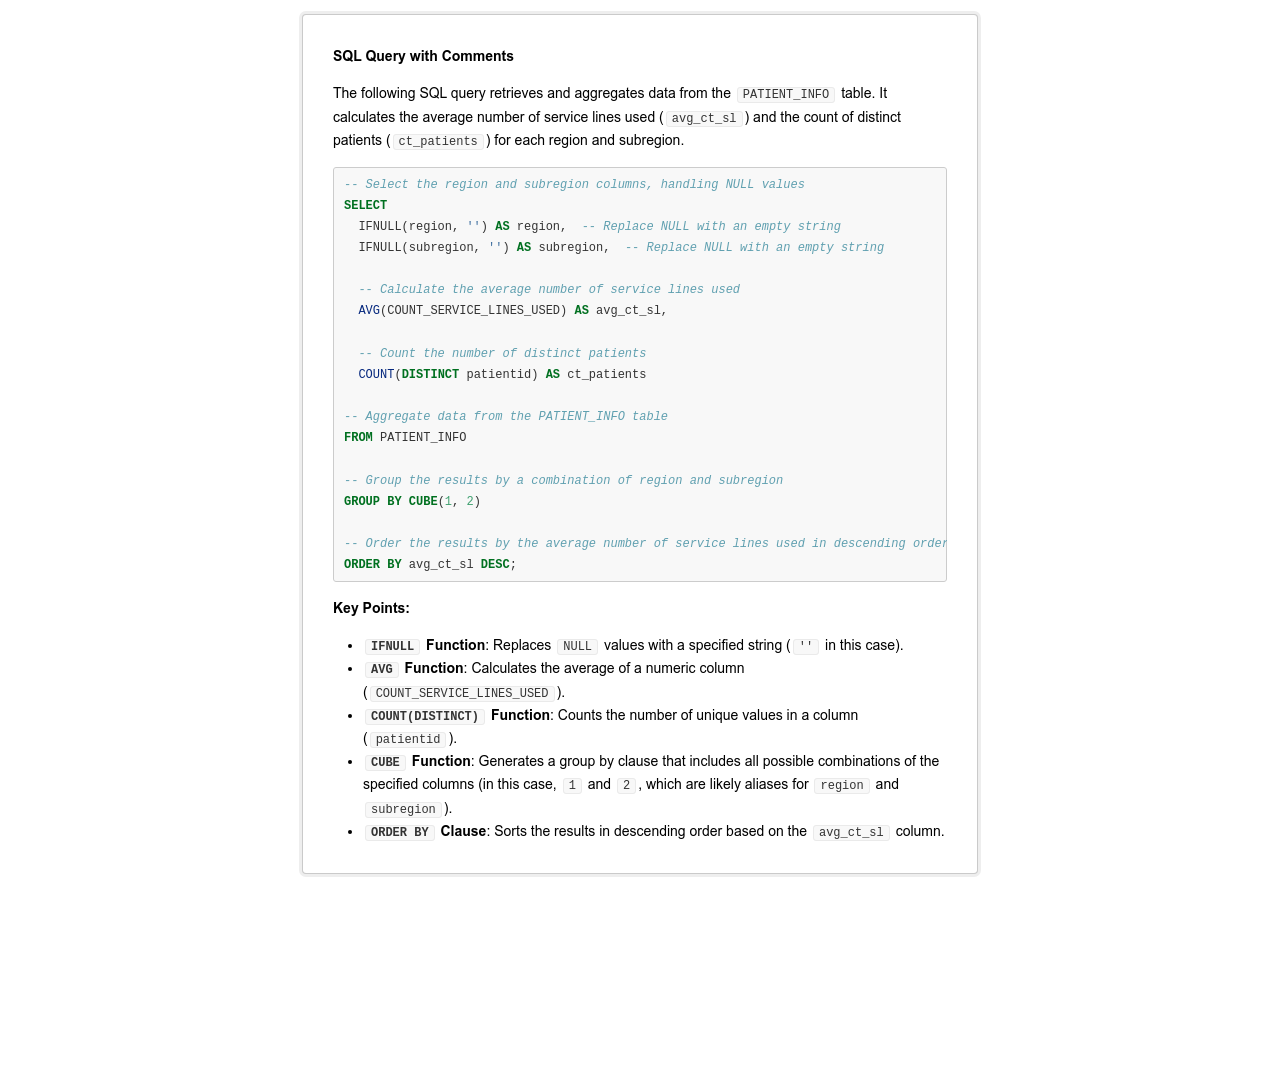 SQL Query with Comments
The following SQL query retrieves and aggregates data from the PATIENT_INFO table. It
calculates the average number of service lines used ( avg_ct_sl ) and the count of distinct
patients ( ct_patients ) for each region and subregion.
-- Select the region and subregion columns, handling NULL values
SELECT
  IFNULL(region, '') AS region,  -- Replace NULL with an empty string
  IFNULL(subregion, '') AS subregion,  -- Replace NULL with an empty string
  -- Calculate the average number of service lines used
  AVG(COUNT_SERVICE_LINES_USED) AS avg_ct_sl,
  -- Count the number of distinct patients
  COUNT(DISTINCT patientid) AS ct_patients
-- Aggregate data from the PATIENT_INFO table
FROM PATIENT_INFO
-- Group the results by a combination of region and subregion
GROUP BY CUBE(1, 2)
-- Order the results by the average number of service lines used in descending order
ORDER BY avg_ct_sl DESC;
Key Points:
• IFNULL Function: Replaces NULL values with a specified string ( '' in this case).
• AVG Function: Calculates the average of a numeric column
( COUNT_SERVICE_LINES_USED ).
• COUNT(DISTINCT) Function: Counts the number of unique values in a column
( patientid ).
• CUBE Function: Generates a group by clause that includes all possible combinations of the
specified columns (in this case, 1 and 2 , which are likely aliases for region and
subregion ).
• ORDER BY Clause: Sorts the results in descending order based on the avg_ct_sl column.